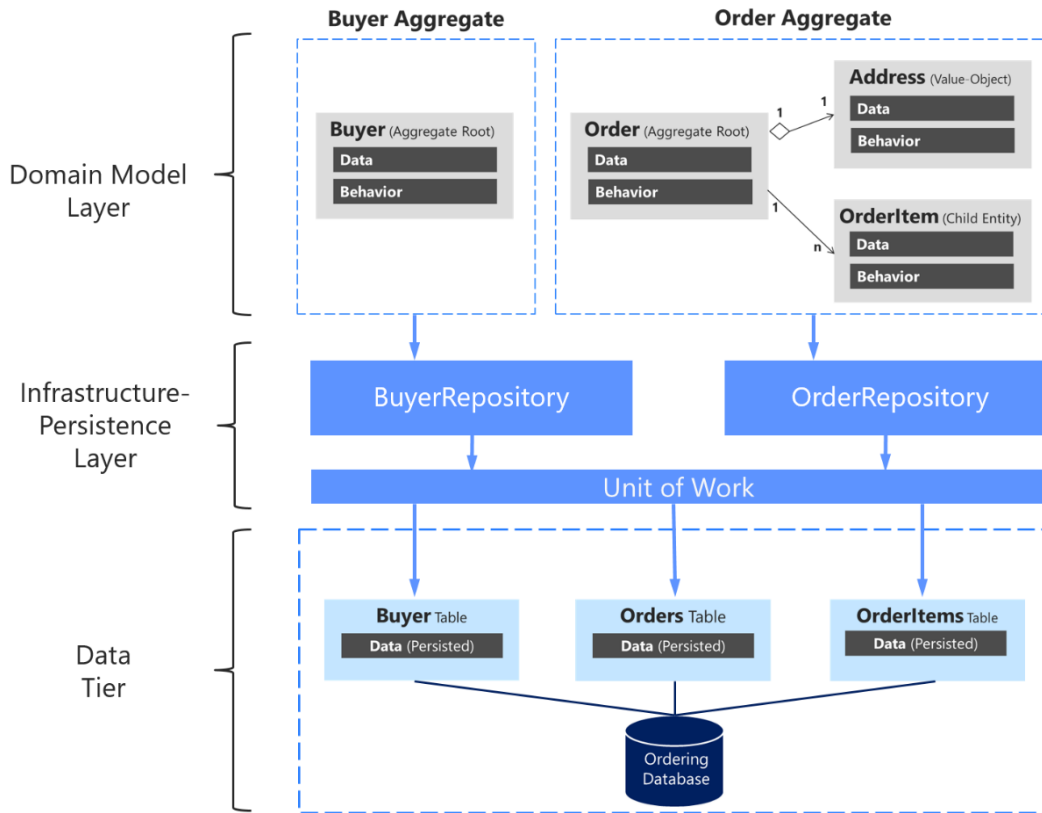 Buyer Aggregate
Order Aggregate
Domain Model
Layer
Buyer (Aggregate Root)
Data
Behavior
Order (Aggregate Root)
Data
Behavior
1
1
Address (Value-Object)
Data
Behavior
1
n
OrderItem (Child Entity)
Data
Behavior
Infrastructure-
Persistence
Layer
BuyerRepository
OrderRepository
Unit of Work
Data
Tier
Buyer Table
Data (Persisted)
Orders Table
Data (Persisted)
OrderItems Table
Data (Persisted)
Ordering
Database